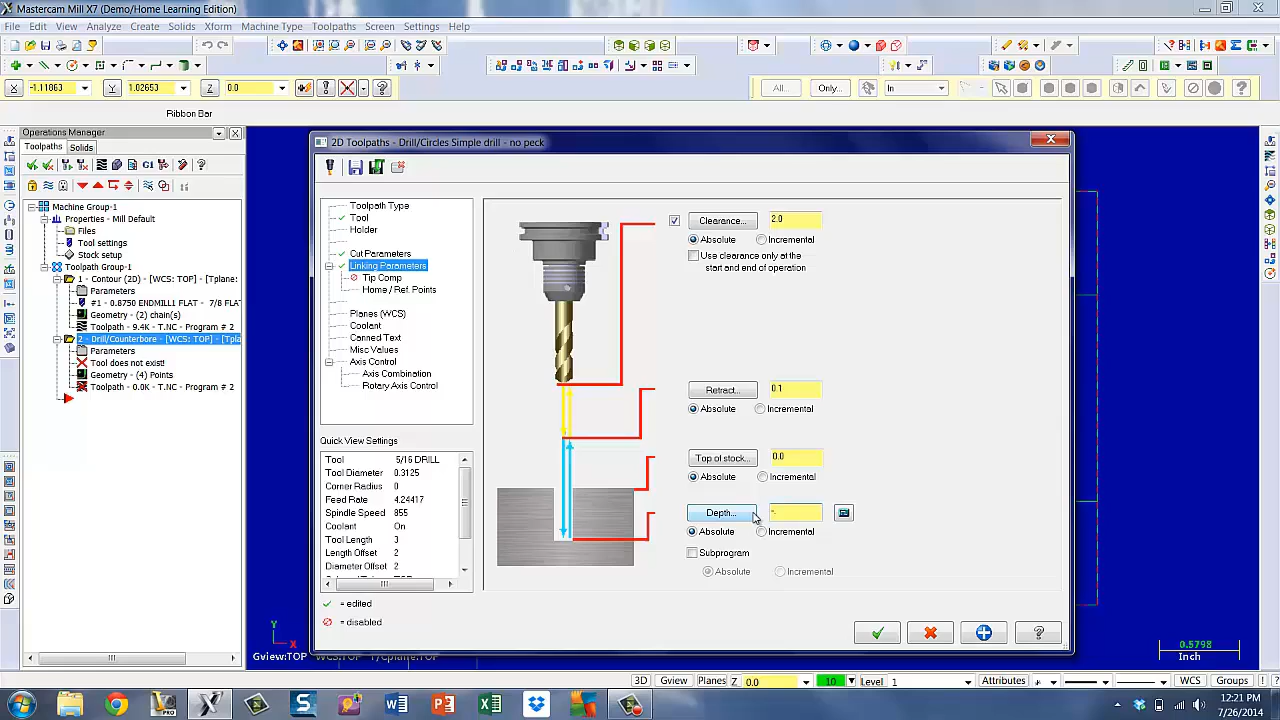 Mastercam Mill X7 (Demo/Home Learning Edition)
File Edit View Analyze Create Solids Xform Machine Type Toolpaths Screen Settings Help
X -1.11863 Y 1.02653 Z 0.0 All... Only... In
Ribbon Bar
Operations Manager
Toolpaths Solids
G1
Machine Group-1
Properties - Mill Default
Files
Tool settings
Stock setup
Toolpath Group-1
1 - Contour (2D) - [WCS: TOP] - [Tplane:
Parameters
#1 - 0.8750 ENDMILL1 FLAT - 7/8 F
Geometry - (2) chain(s)
Toolpath - 9.4K - T.NC - Program # 2
2 - Drill/Counterbore - [WCS: TOP] - [Tplane
Parameters
Tool does not exist!
Geometry - (4) Points
Toolpath - 0.0K - T.NC - Program # 2
2D Toolpaths - Drill/Circles Simple drill - no peck
Toolpath Type
Tool
Holder
Cut Parameters
Linking Parameters
Tip Comp
Home / Ref. Points
Planes (WCS)
Coolant
Canned Text
Misc Values
Axis Control
Axis Combination
Rotary Axis Control
Quick View Settings
Tool 5/16 DRILL
Tool Diameter 0.3125
Corner Radius 0
Feed Rate 4.24417
Spindle Speed 855
Coolant On
Tool Length 3
Length Offset 2
Diameter Offset 2
= edited
= disabled
Clearance... 2.0
Absolute Incremental
Use clearance only at the
start and end of operation
Retract... 0.1
Absolute Incremental
Top of stock... 0.0
Absolute Incremental
Depth... -.
Absolute Incremental
Subprogram
Absolute Incremental
Y
X
Gview:TOP WCS:TOP T/Cplane:TOP
0.5798
Inch
3D Gview Planes Z 0.0 10 Level 1 Attributes WCS Groups
12:21 PM
7/26/2014